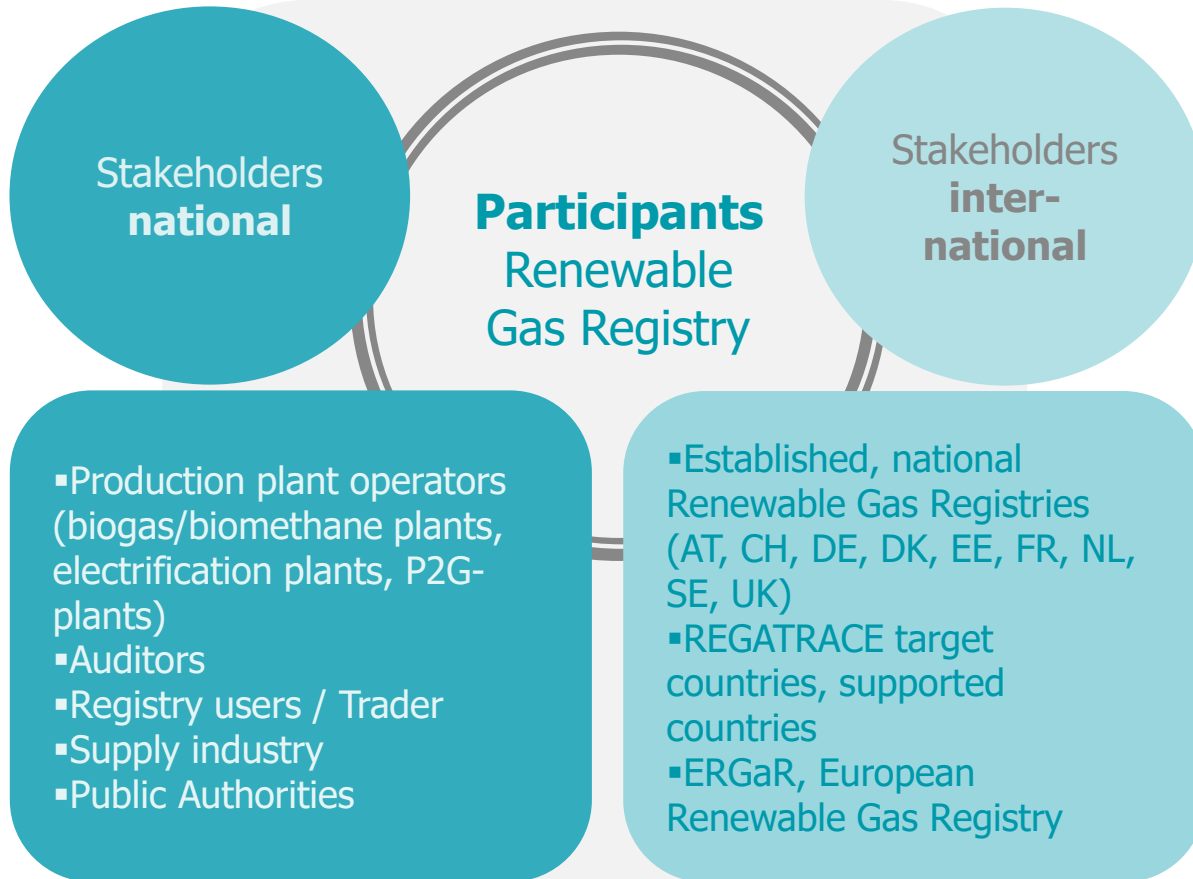 Stakeholders
national
Participants
Renewable
Gas Registry
Stakeholders
inter-
national
▪Production plant operators
(biogas/biomethane plants,
electrification plants, P2G-
plants)
▪Auditors
▪Registry users / Trader
▪Supply industry
▪Public Authorities
▪Established, national
Renewable Gas Registries
(AT, CH, DE, DK, EE, FR, NL,
SE, UK)
▪REGATRACE target
countries, supported
countries
▪ERGaR, European
Renewable Gas Registry